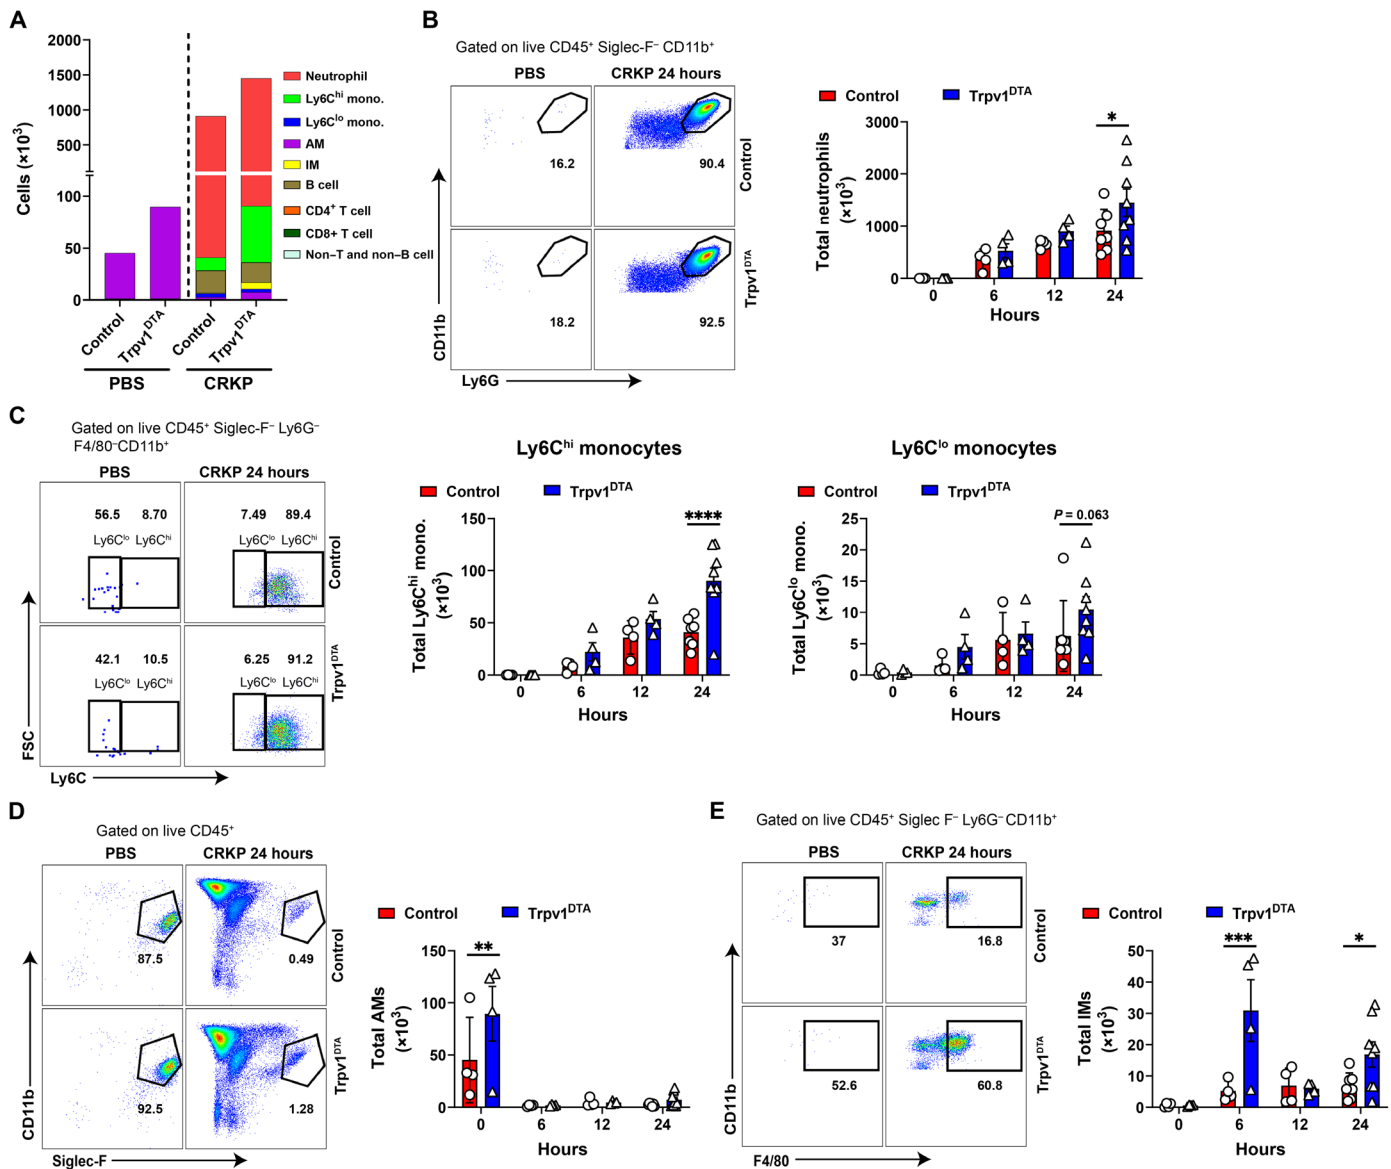 A
2000
1500
1000
500
100
50
0
Cells (×10³)
Control
Trpv1ᴰᵀᴬ
Control
Trpv1ᴰᵀᴬ
PBS
CRKP
Neutrophil
Ly6Cʰⁱ mono.
Ly6Cˡᵒ mono.
AM
IM
B cell
CD4⁺ T cell
CD8+ T cell
Non−T and non−B cell
B
Gated on live CD45⁺ Siglec-F⁻ CD11b⁺
PBS
CRKP 24 hours
16.2
90.4
Control
18.2
92.5
Trpv1ᴰᵀᴬ
CD11b
Ly6G
Control
Trpv1ᴰᵀᴬ
Total neutrophils
(×10³)
3000
2000
1000
0
*
0
6
12
24
Hours
C
Gated on live CD45⁺ Siglec-F⁻ Ly6G⁻
F4/80⁻CD11b⁺
PBS
CRKP 24 hours
56.5
8.70
7.49
89.4
Ly6Cˡᵒ
Ly6Cʰⁱ
Ly6Cˡᵒ
Ly6Cʰⁱ
Control
42.1
10.5
6.25
91.2
Ly6Cˡᵒ
Ly6Cʰⁱ
Ly6Cˡᵒ
Ly6Cʰⁱ
Trpv1ᴰᵀᴬ
FSC
Ly6C
Ly6Cʰⁱ monocytes
Control
Trpv1ᴰᵀᴬ
Total Ly6Cʰⁱ mono.
(×10³)
150
100
50
0
****
0
6
12
24
Hours
Ly6Cˡᵒ monocytes
Control
Trpv1ᴰᵀᴬ
Total Ly6Cˡᵒ mono.
(×10³)
25
20
15
10
5
0
P = 0.063
0
6
12
24
Hours
D
Gated on live CD45⁺
PBS
CRKP 24 hours
87.5
0.49
Control
92.5
1.28
Trpv1ᴰᵀᴬ
CD11b
Siglec-F
Control
Trpv1ᴰᵀᴬ
Total AMs
(×10³)
150
100
50
0
**
0
6
12
24
Hours
E
Gated on live CD45⁺ Siglec F⁻ Ly6G⁻ CD11b⁺
PBS
CRKP 24 hours
37
16.8
Control
52.6
60.8
Trpv1ᴰᵀᴬ
CD11b
F4/80
Control
Trpv1ᴰᵀᴬ
Total IMs
(×10³)
50
40
30
20
10
0
***
*
0
6
12
24
Hours